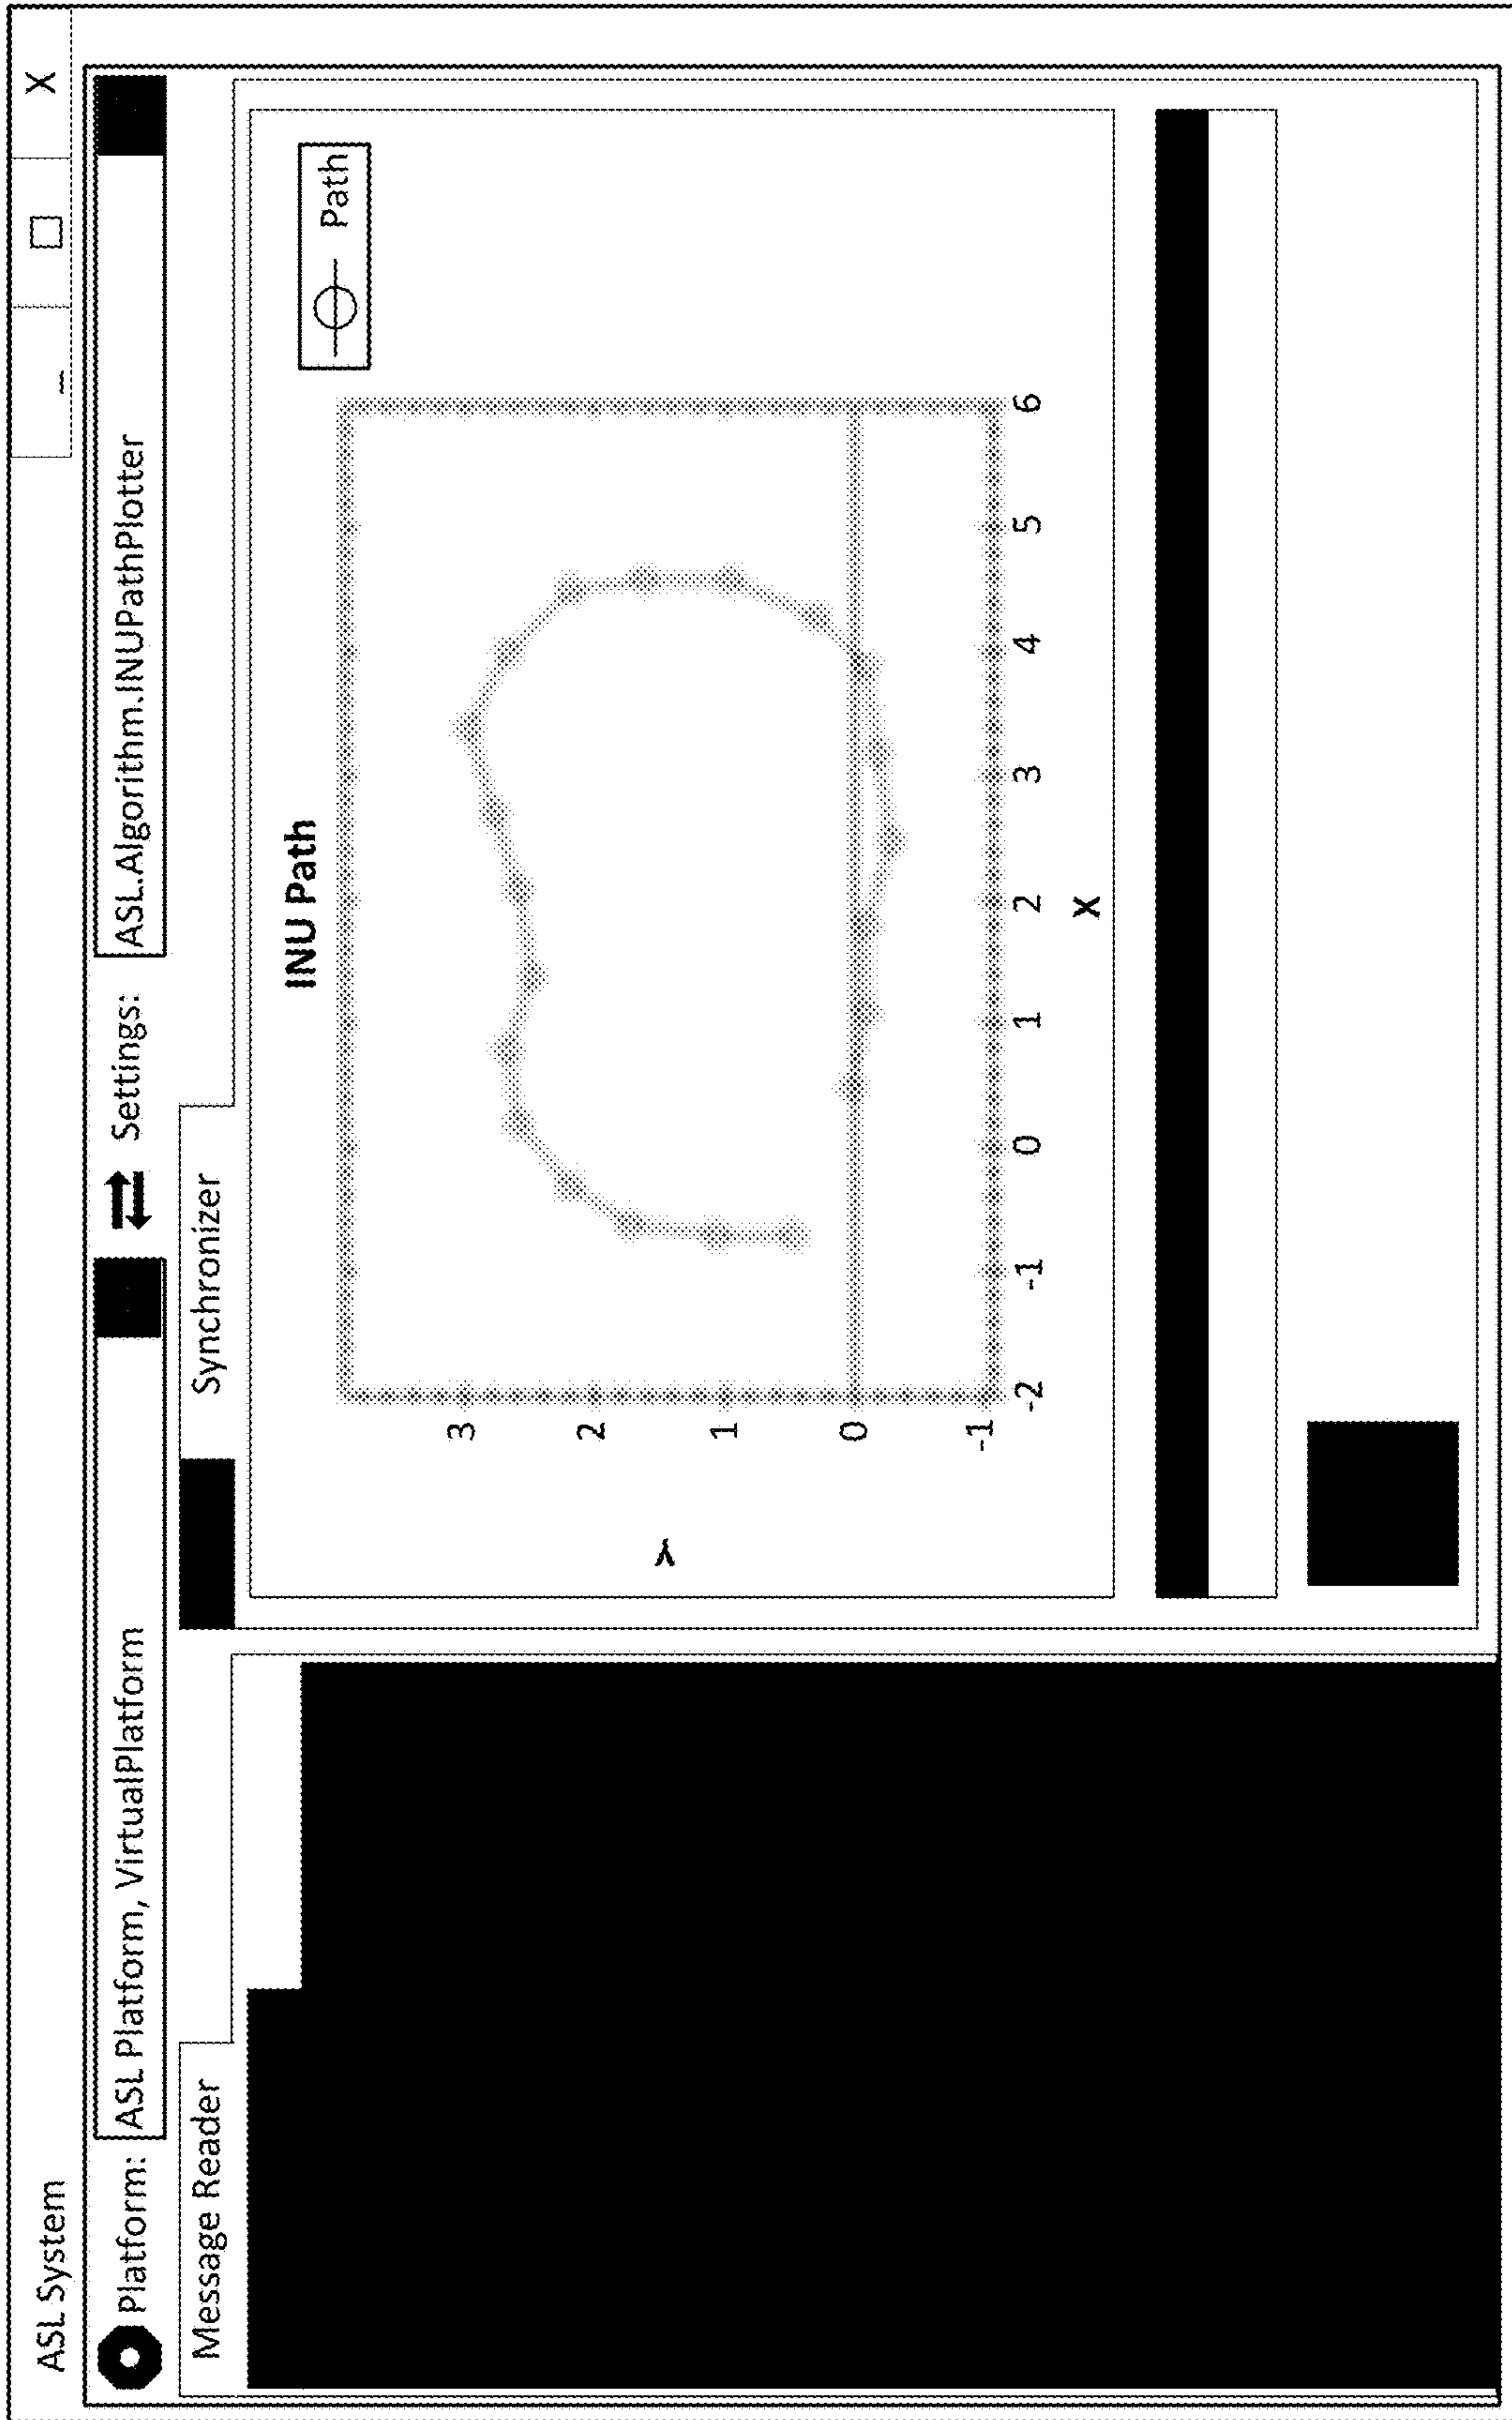 ASL System
_ □ X
Platform: ASL Platform, VirtualPlatform Settings: ASL.Algorithm.INUPathPlotter
Message Reader
Synchronizer
INU Path
Path
3
2
1
0
-1
Y
-2 -1 0 1 2 3 4 5 6
X